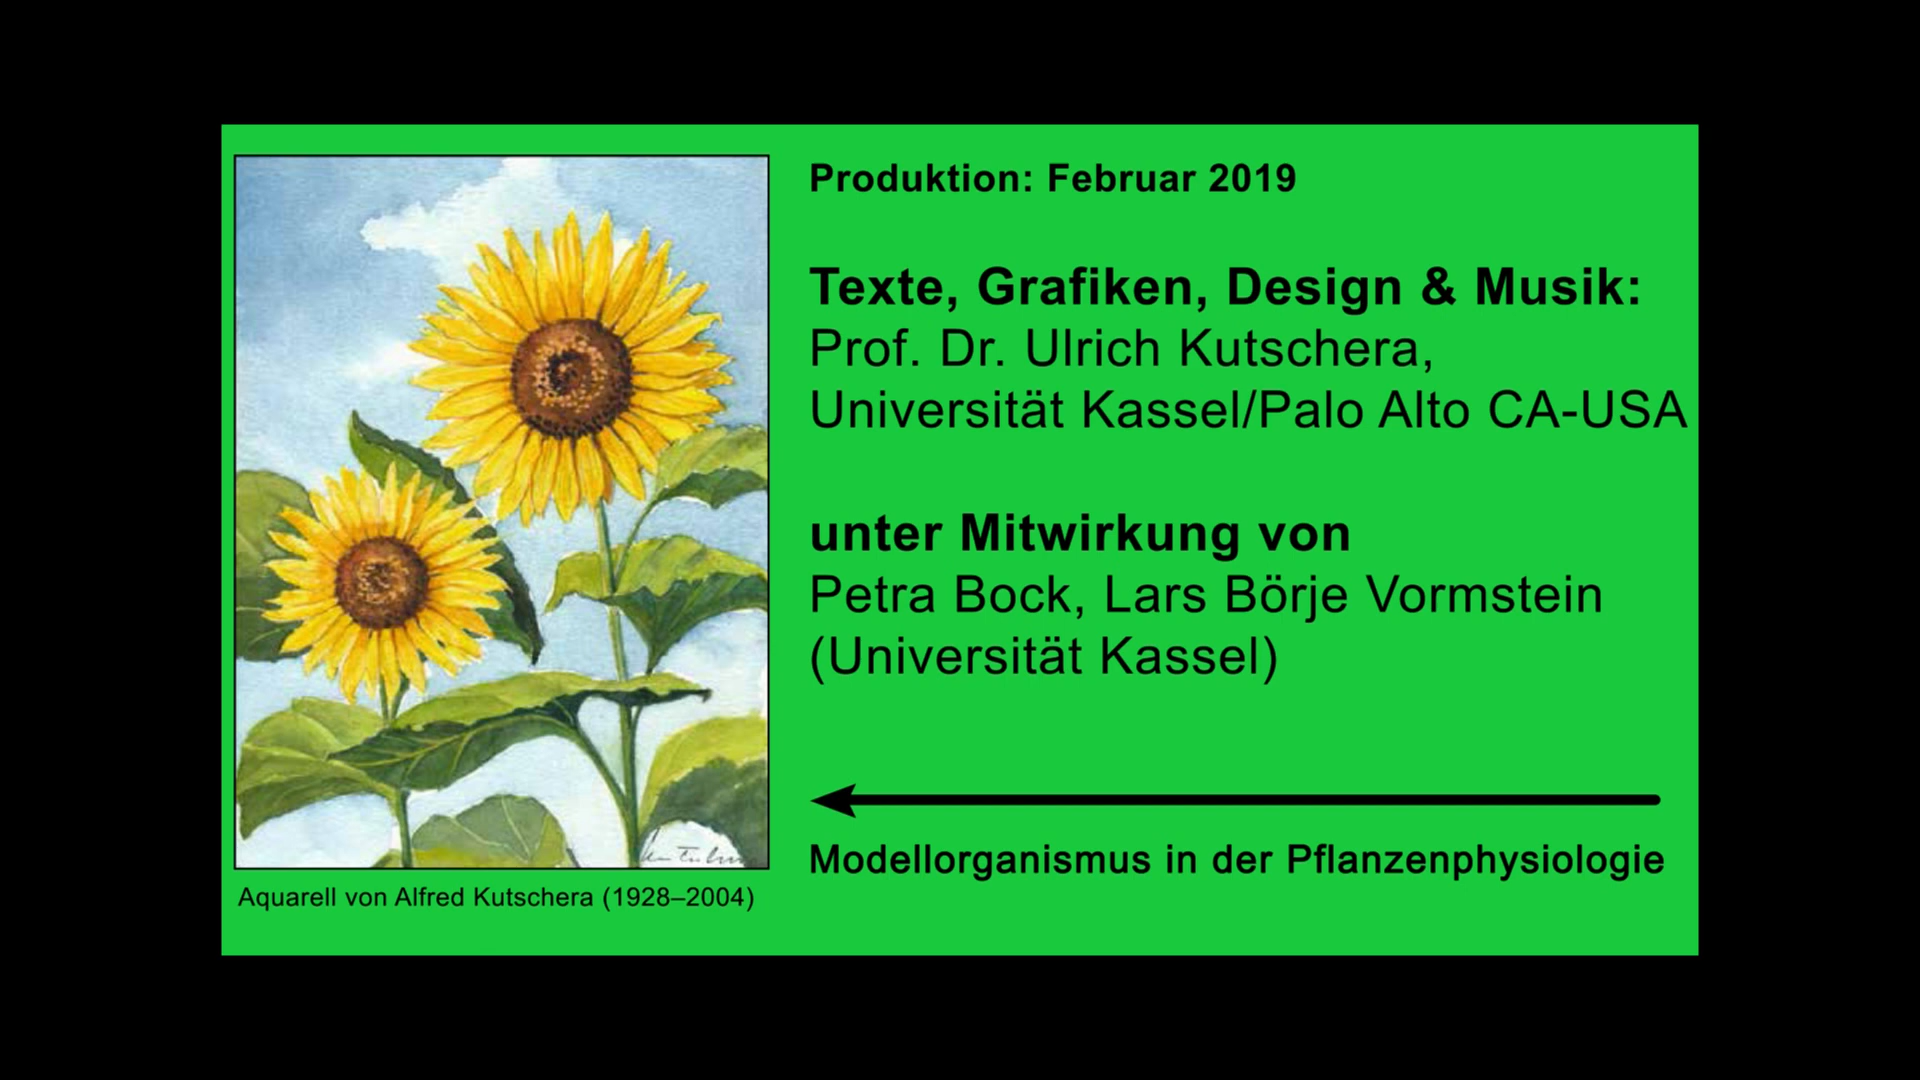 Produktion: Februar 2019
Texte, Grafiken, Design & Musik:
Prof. Dr. Ulrich Kutschera,
Universität Kassel/Palo Alto CA-USA
unter Mitwirkung von
Petra Bock, Lars Börje Vormstein
(Universität Kassel)
Modellorganismus in der Pflanzenphysiologie
Aquarell von Alfred Kutschera (1928–2004)